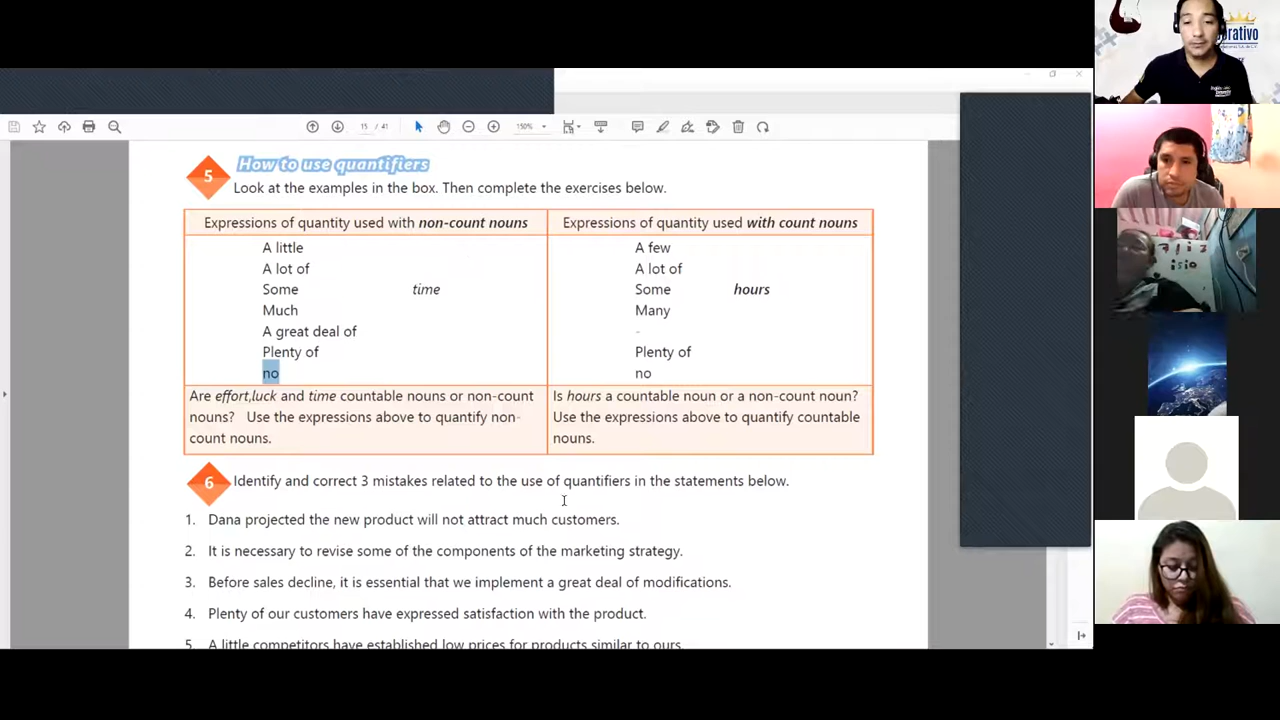 15 / 41
150%
5
How to use quantifiers
Look at the examples in the box. Then complete the exercises below.
Expressions of quantity used with non-count nouns
Expressions of quantity used with count nouns
A little
A lot of
Some time
Much
A great deal of
Plenty of
no
A few
A lot of
Some hours
Many
-
Plenty of
no
Are effort,luck and time countable nouns or non-count
nouns? Use the expressions above to quantify non-
count nouns.
Is hours a countable noun or a non-count noun?
Use the expressions above to quantify countable
nouns.
6
Identify and correct 3 mistakes related to the use of quantifiers in the statements below.
1. Dana projected the new product will not attract much customers.
2. It is necessary to revise some of the components of the marketing strategy.
3. Before sales decline, it is essential that we implement a great deal of modifications.
4. Plenty of our customers have expressed satisfaction with the product.
5. A little competitors have established low prices for products similar to ours.